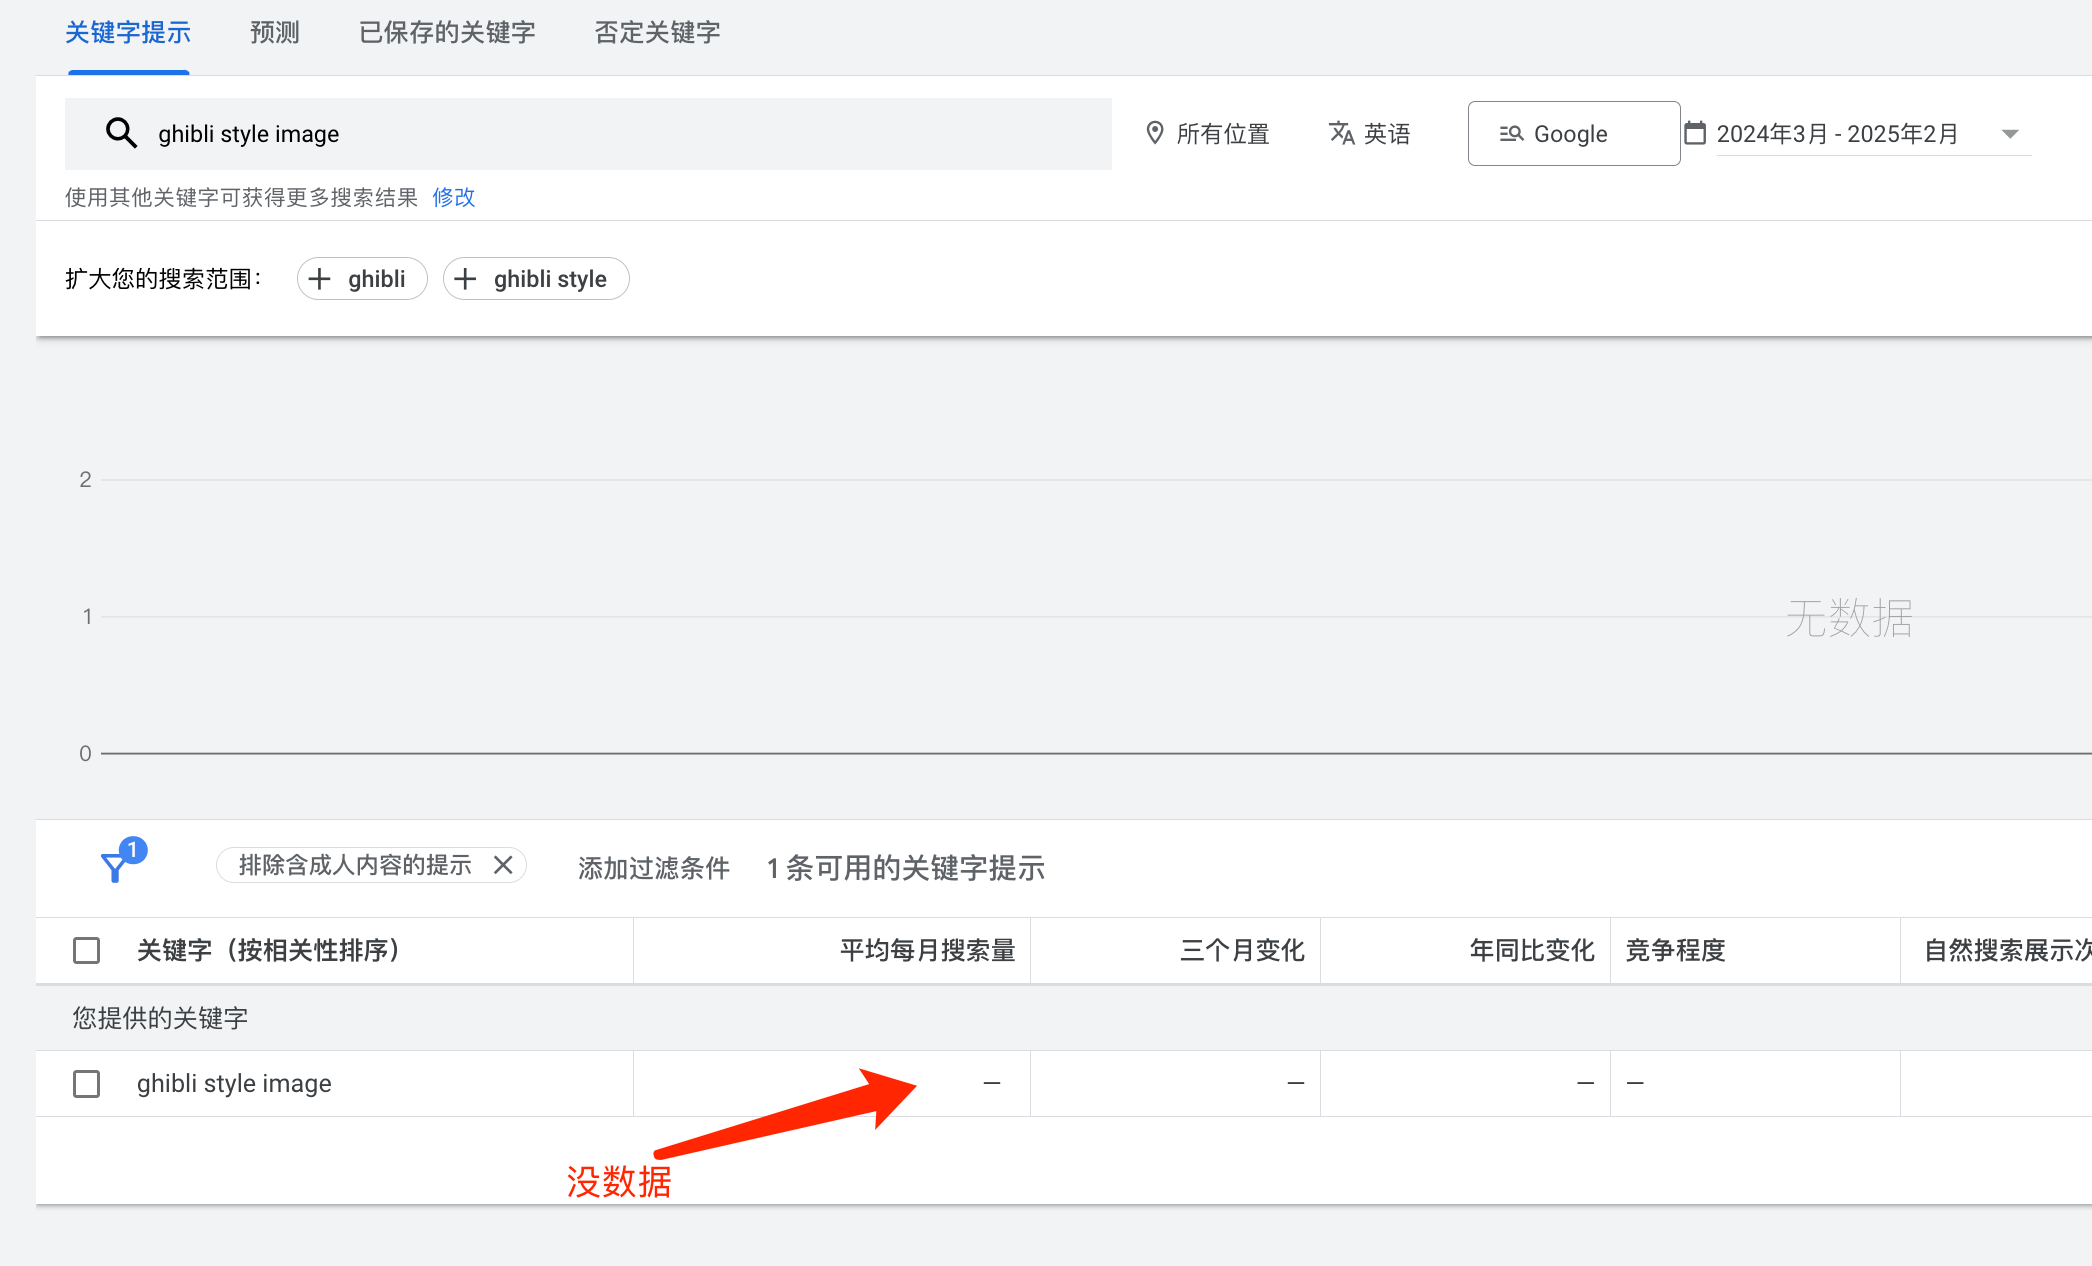 关键字提示 预测 已保存的关键字 否定关键字
ghibli style image 所有位置 英语 Google 2024年3月 - 2025年2月
使用其他关键字可获得更多搜索结果 修改
扩大您的搜索范围： ghibli ghibli style
2
1 无数据
0
1 排除含成人内容的提示 添加过滤条件 1 条可用的关键字提示
关键字（按相关性排序） 平均每月搜索量 三个月变化 年同比变化 竞争程度 自然搜索展示次
您提供的关键字
ghibli style image — — — —
没数据